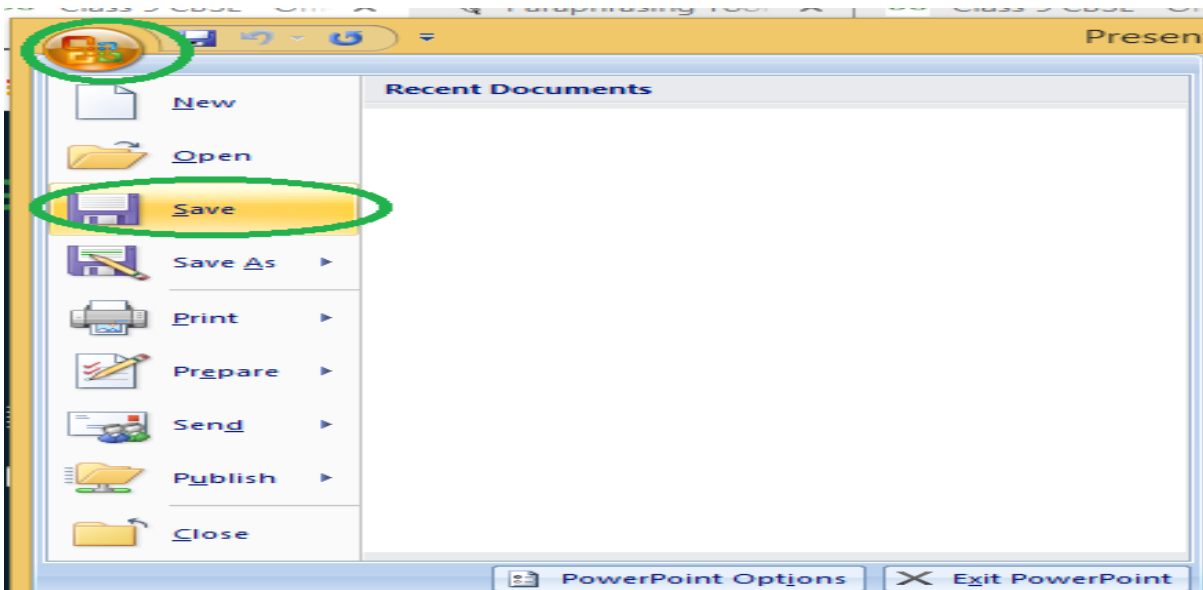 Presen
New
Recent Documents
Open
Save
Save As
Print
Prepare
Send
Publish
Close
PowerPoint Options
Exit PowerPoint